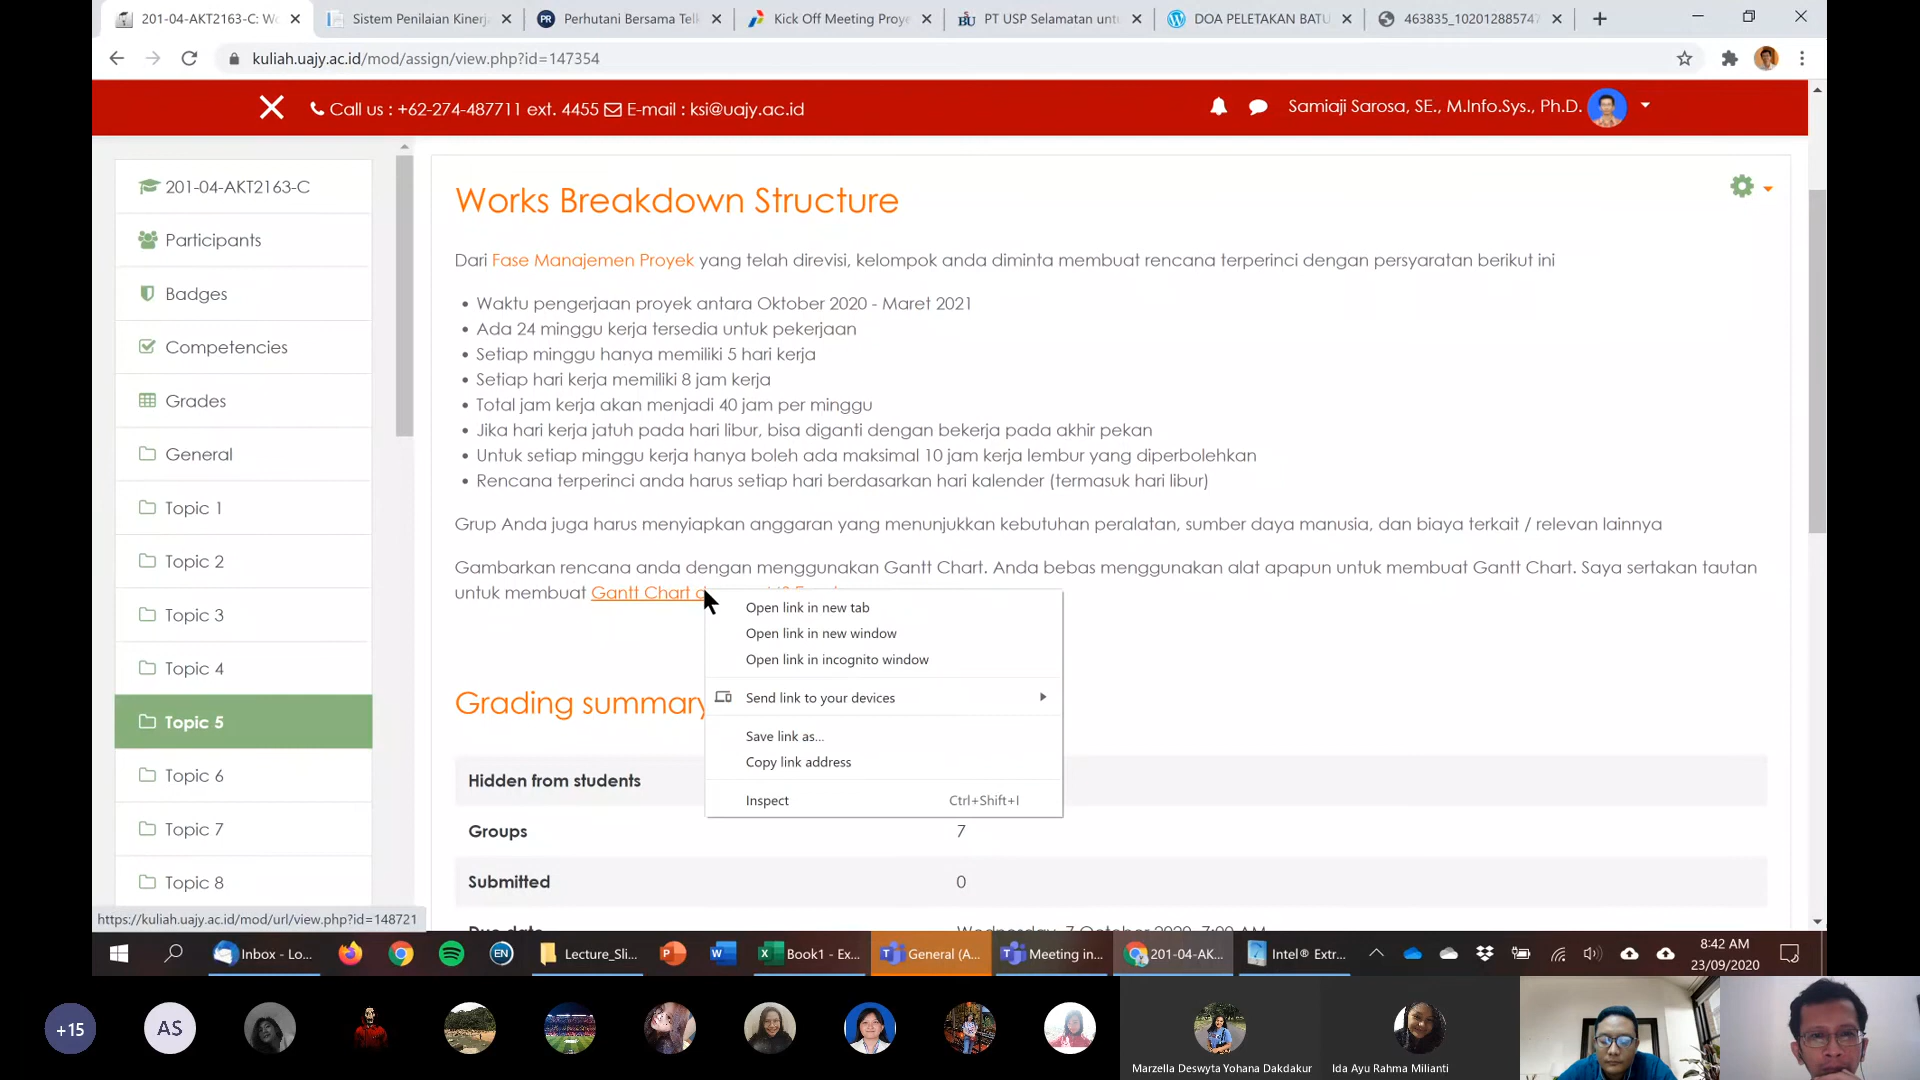 201-04-AKT2163-C: W
Sistem Penilaian Kinerj
Perhutani Bersama Tel
Kick Off Meeting Proye
PT USP Selamatan unt
DOA PELETAKAN BATU
463835_102012885747
kuliah.uajy.ac.id/mod/assign/view.php?id=147354
Call us : +62-274-487711 ext. 4455 E-mail : ksi@uajy.ac.id
Samiaji Sarosa, SE., M.Info.Sys., Ph.D.
201-04-AKT2163-C
Participants
Badges
Competencies
Grades
General
Topic 1
Topic 2
Topic 3
Topic 4
Topic 5
Topic 6
Topic 7
Topic 8
https://kuliah.uajy.ac.id/mod/url/view.php?id=148721
Works Breakdown Structure
Dari Fase Manajemen Proyek yang telah direvisi, kelompok anda diminta membuat rencana terperinci dengan persyaratan berikut ini
• Waktu pengerjaan proyek antara Oktober 2020 - Maret 2021
• Ada 24 minggu kerja tersedia untuk pekerjaan
• Setiap minggu hanya memiliki 5 hari kerja
• Setiap hari kerja memiliki 8 jam kerja
• Total jam kerja akan menjadi 40 jam per minggu
• Jika hari kerja jatuh pada hari libur, bisa diganti dengan bekerja pada akhir pekan
• Untuk setiap minggu kerja hanya boleh ada maksimal 10 jam kerja lembur yang diperbolehkan
• Rencana terperinci anda harus setiap hari berdasarkan hari kalender (termasuk hari libur)
Grup Anda juga harus menyiapkan anggaran yang menunjukkan kebutuhan peralatan, sumber daya manusia, dan biaya terkait / relevan lainnya
Gambarkan rencana anda dengan menggunakan Gantt Chart. Anda bebas menggunakan alat apapun untuk membuat Gantt Chart. Saya sertakan tautan
untuk membuat Gantt Chart
Open link in new tab
Open link in new window
Open link in incognito window
Send link to your devices
Save link as...
Copy link address
Inspect Ctrl+Shift+I
Grading summary
Hidden from students
Groups 7
Submitted 0
Due date Wednesday, 7 October 2020, 7:00 AM
Inbox - Lo...
EN
Lecture_Sli...
Book1 - Ex...
General (A...
Meeting in...
201-04-AK...
Intel® Extr...
8:42 AM
23/09/2020
+15
AS
Marzella Deswyta Yohana Dakdakur
Ida Ayu Rahma Milianti